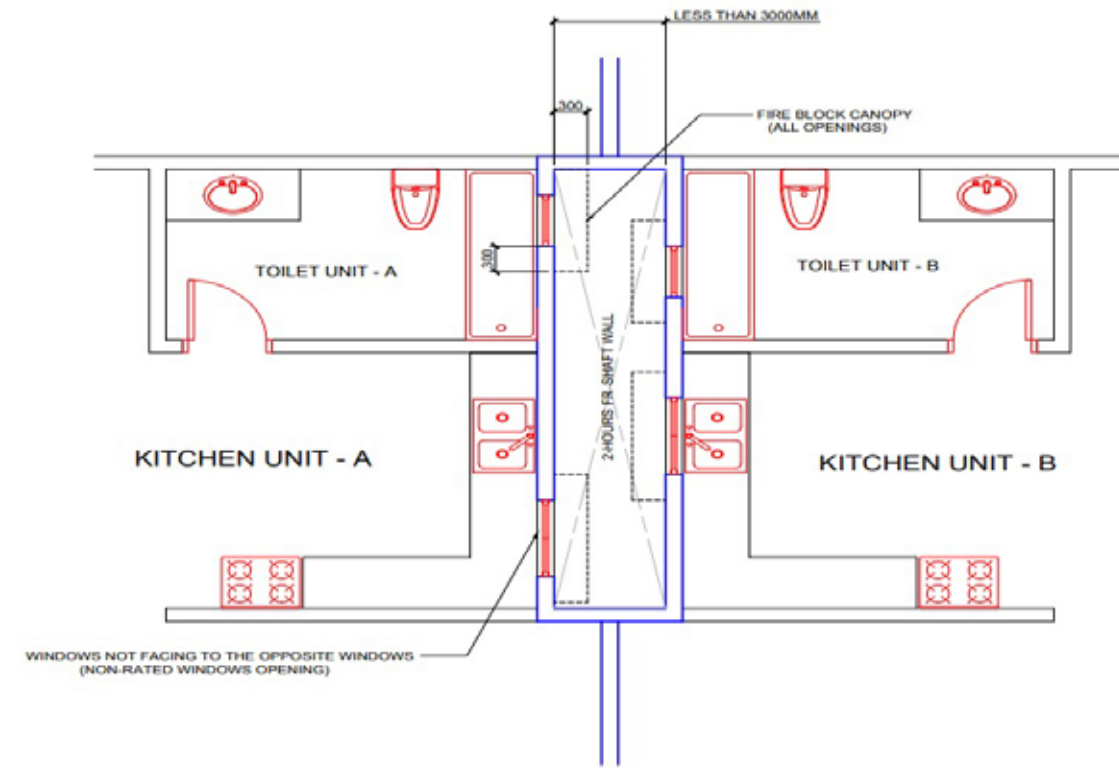 LESS THAN 3000MM
300
FIRE BLOCK CANOPY
(ALL OPENINGS)
TOILET UNIT - A
300
TOILET UNIT - B
2-HOURS FR-SHAFT WALL
KITCHEN UNIT - A
KITCHEN UNIT - B
WINDOWS NOT FACING TO THE OPPOSITE WINDOWS
(NON-RATED WINDOWS OPENING)